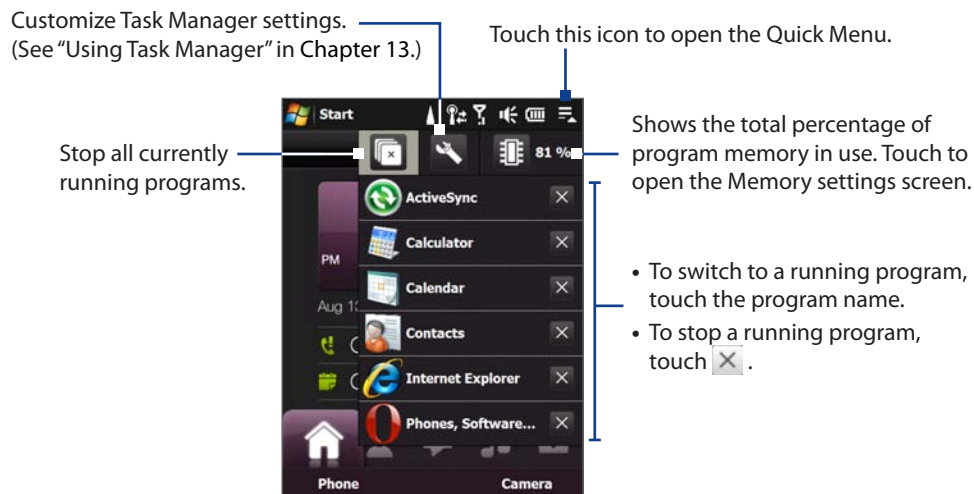 Customize Task Manager settings.
(See “Using Task Manager” in Chapter 13.)
Touch this icon to open the Quick Menu.
Stop all currently
running programs.
Start
81 %
Shows the total percentage of
program memory in use. Touch to
open the Memory settings screen.
ActiveSync
Calculator
Calendar
Contacts
Internet Explorer
Phones, Software...
PM
Aug 13
• To switch to a running program,
touch the program name.
• To stop a running program,
touch ✕ .
Phone
Camera